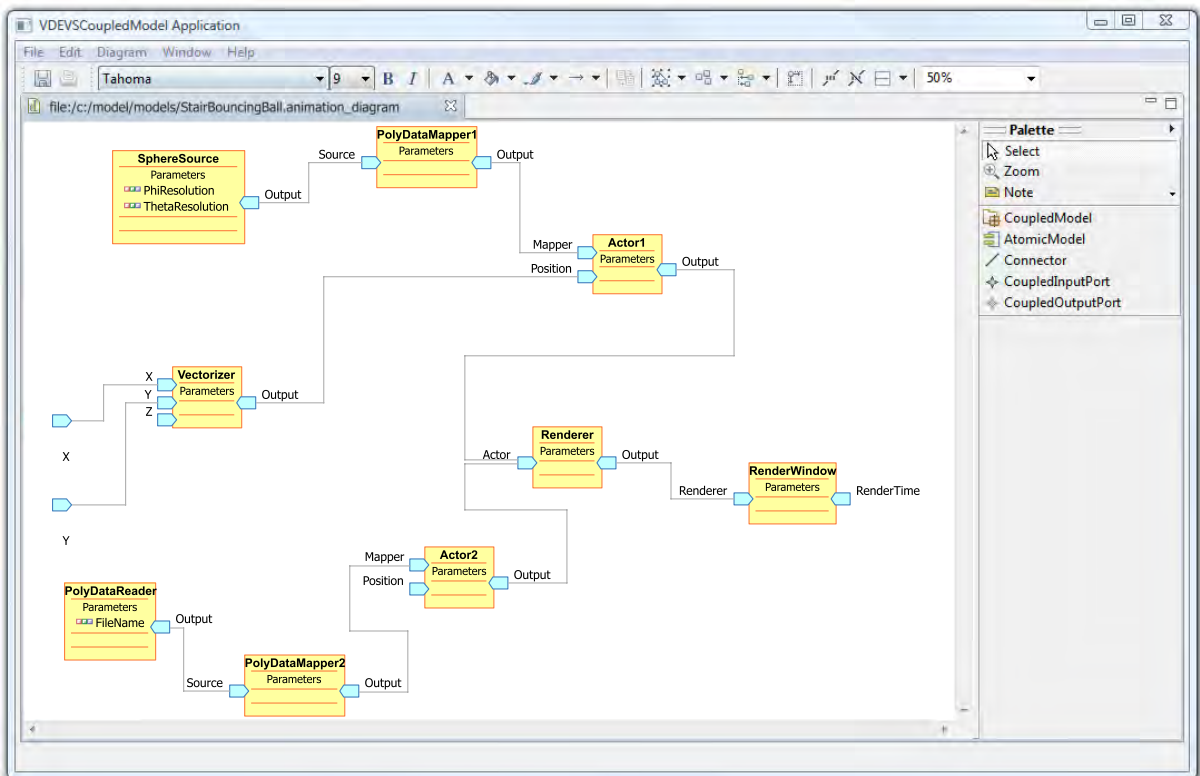 VDEVSCoupledModel Application
File Edit Diagram Window Help
Tahoma 9 B I A 50%
file:/c:/model/models/StairBouncingBall.animation_diagram
Palette
Select
Zoom
Note
CoupledModel
AtomicModel
Connector
CoupledInputPort
CoupledOutputPort
PolyDataMapper1
Parameters
Source
Output
SphereSource
Parameters
PhiResolution
ThetaResolution
Output
Actor1
Parameters
Mapper
Position
Output
Vectorizer
Parameters
X
Y
Z
Output
X
Y
Renderer
Parameters
Actor
Output
RenderWindow
Parameters
Renderer
RenderTime
Actor2
Parameters
Mapper
Position
Output
PolyDataReader
Parameters
FileName
Output
PolyDataMapper2
Parameters
Source
Output